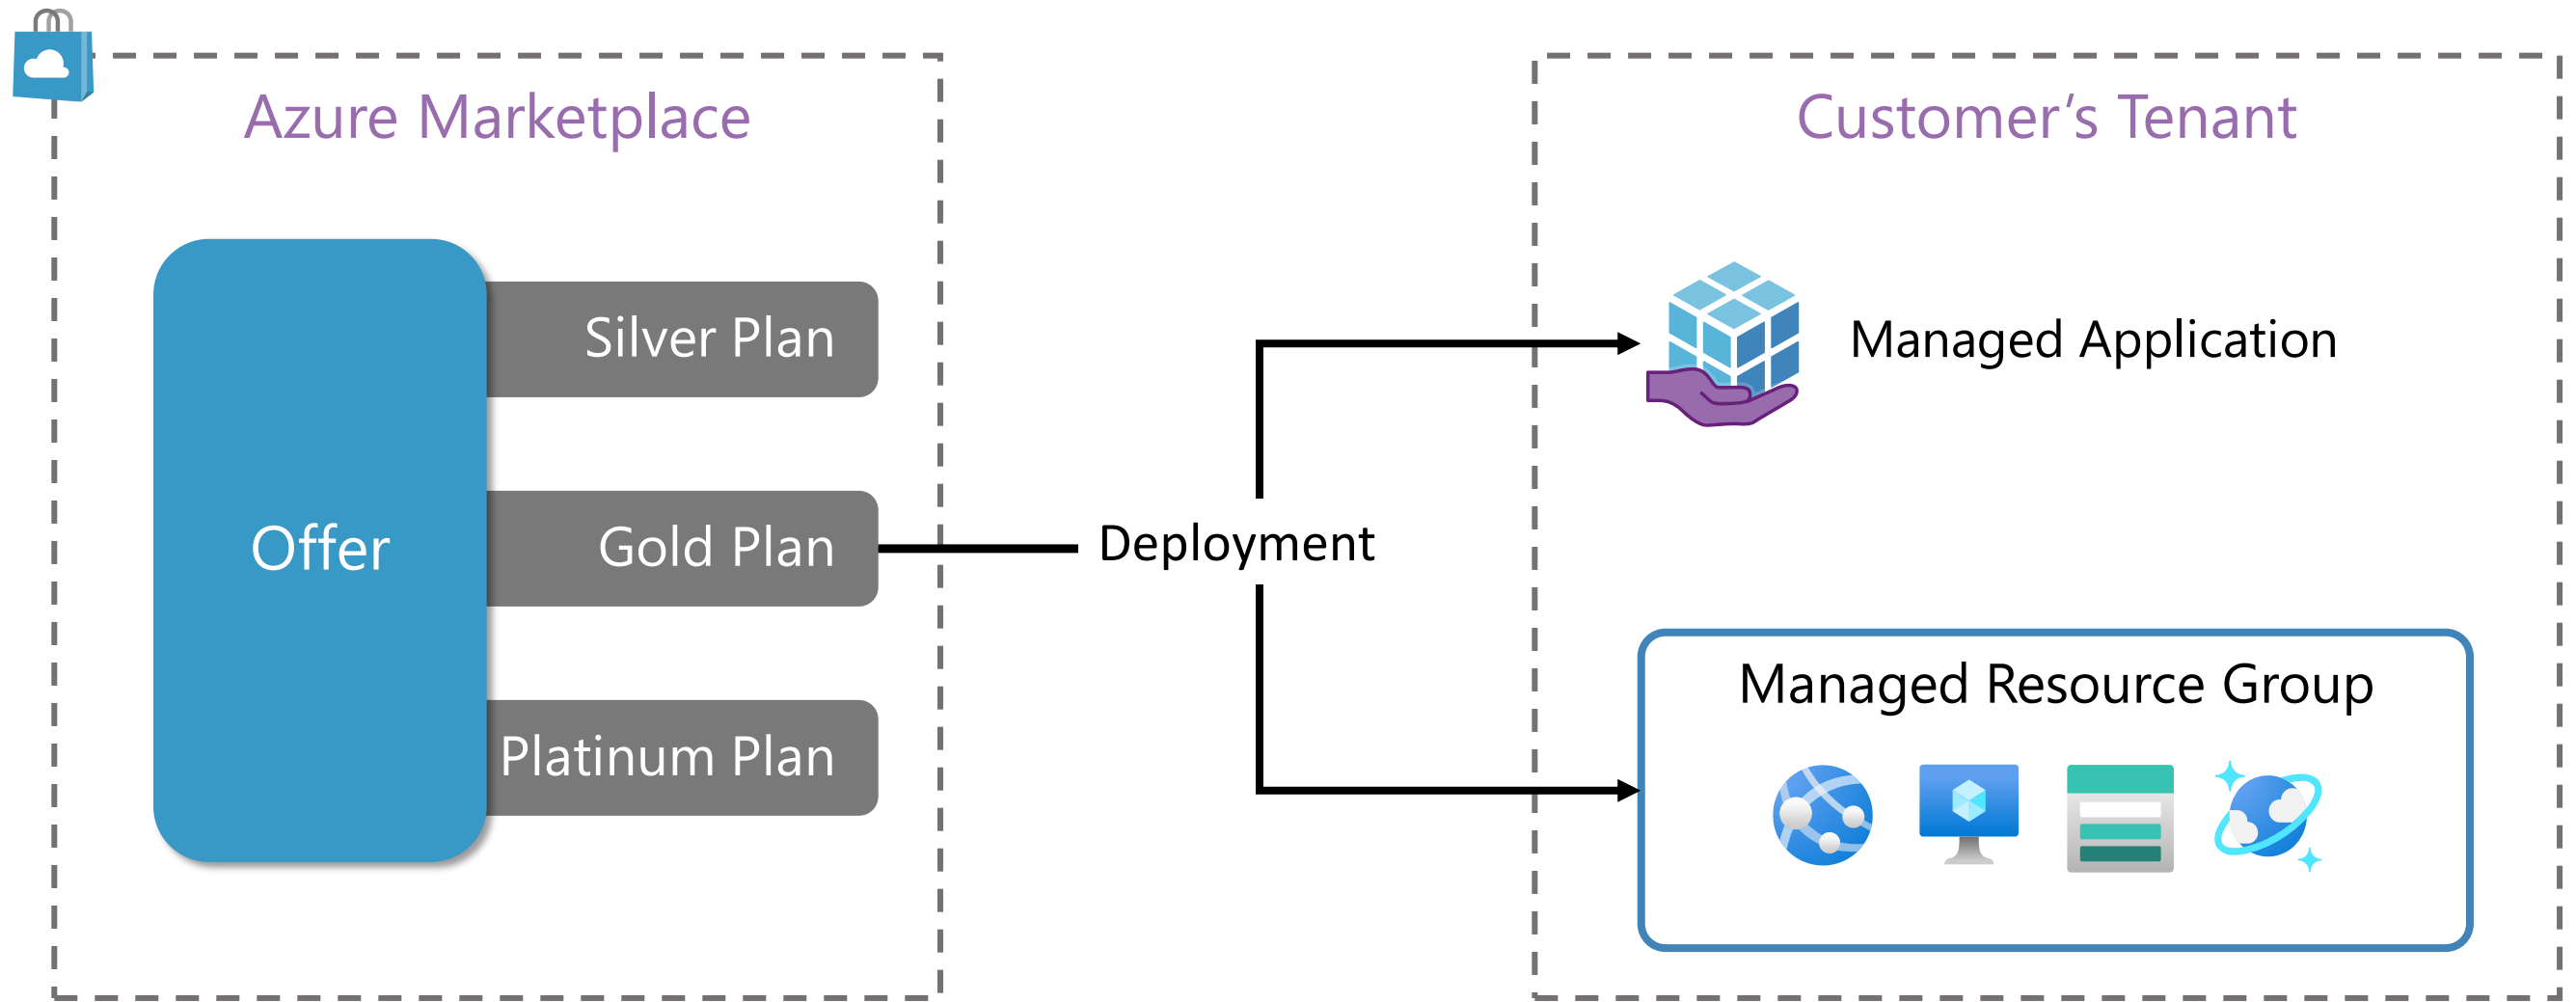 Azure Marketplace
Offer
Silver Plan
Gold Plan
Platinum Plan
Deployment
Customer’s Tenant
Managed Application
Managed Resource Group